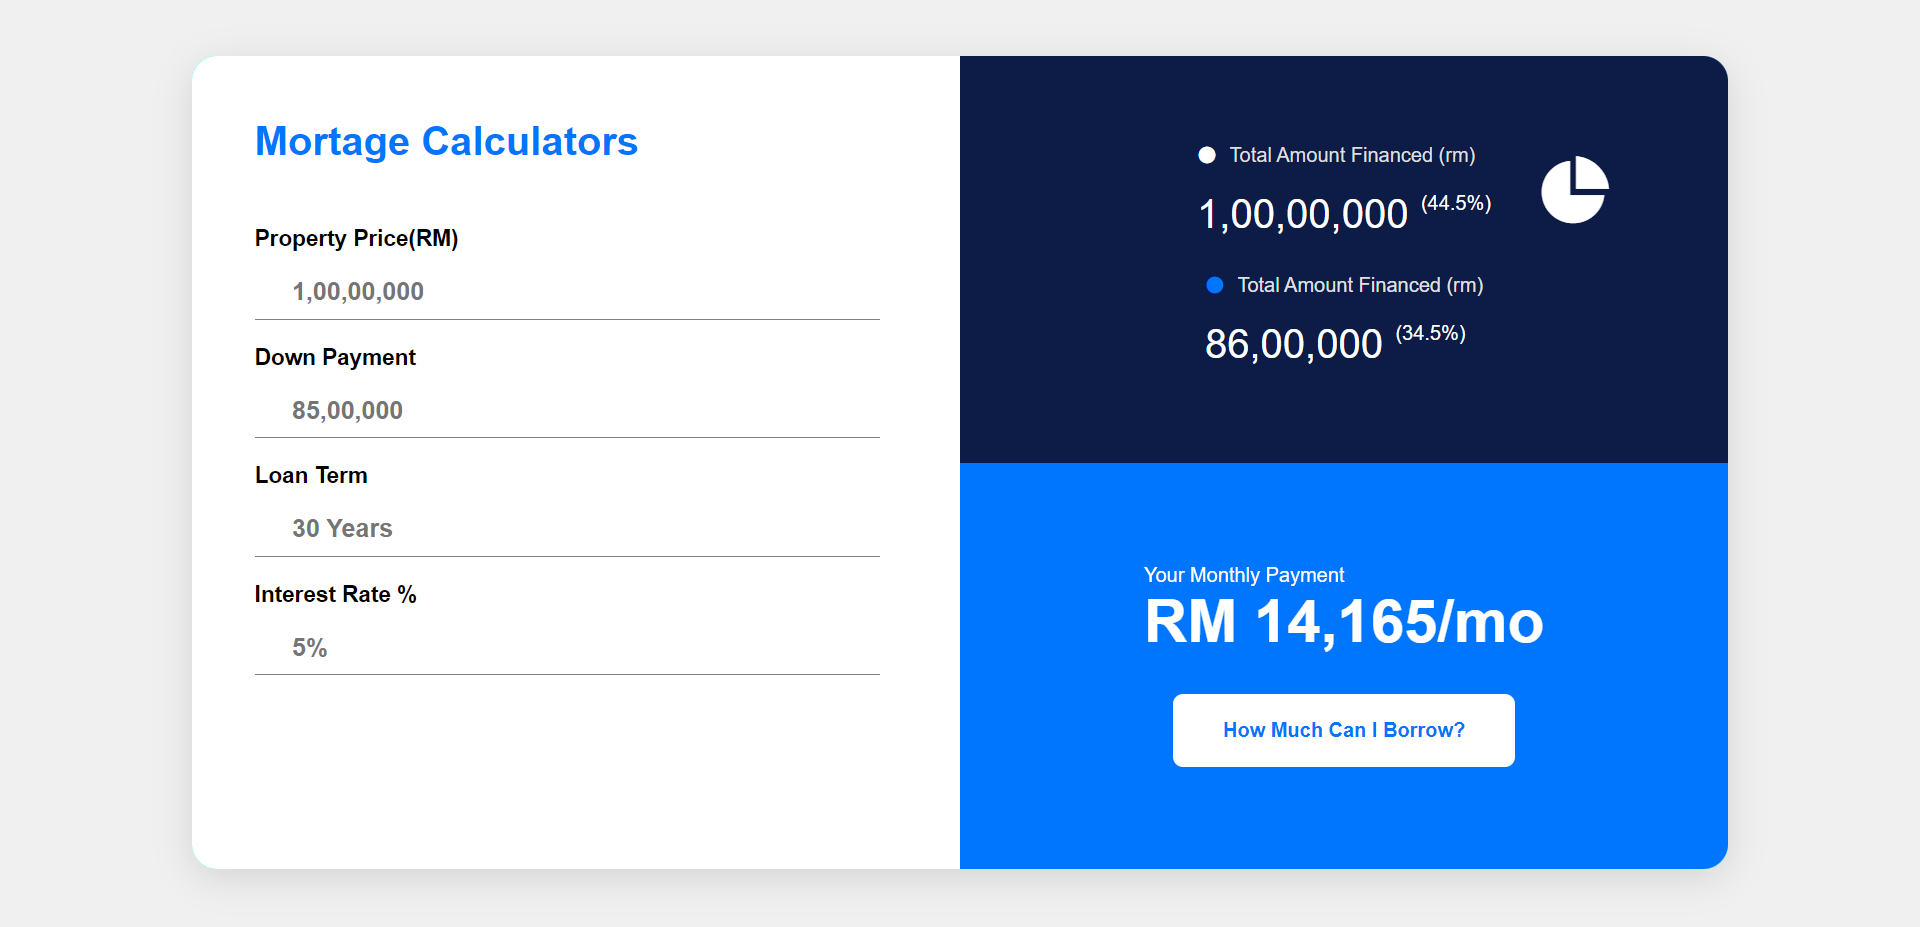 Mortage Calculators
Property Price(RM)
1,00,00,000
Down Payment
85,00,000
Loan Term
30 Years
Interest Rate %
5%
Total Amount Financed (rm)
1,00,00,000 (44.5%)
Total Amount Financed (rm)
86,00,000 (34.5%)
Your Monthly Payment
RM 14,165/mo
How Much Can I Borrow?